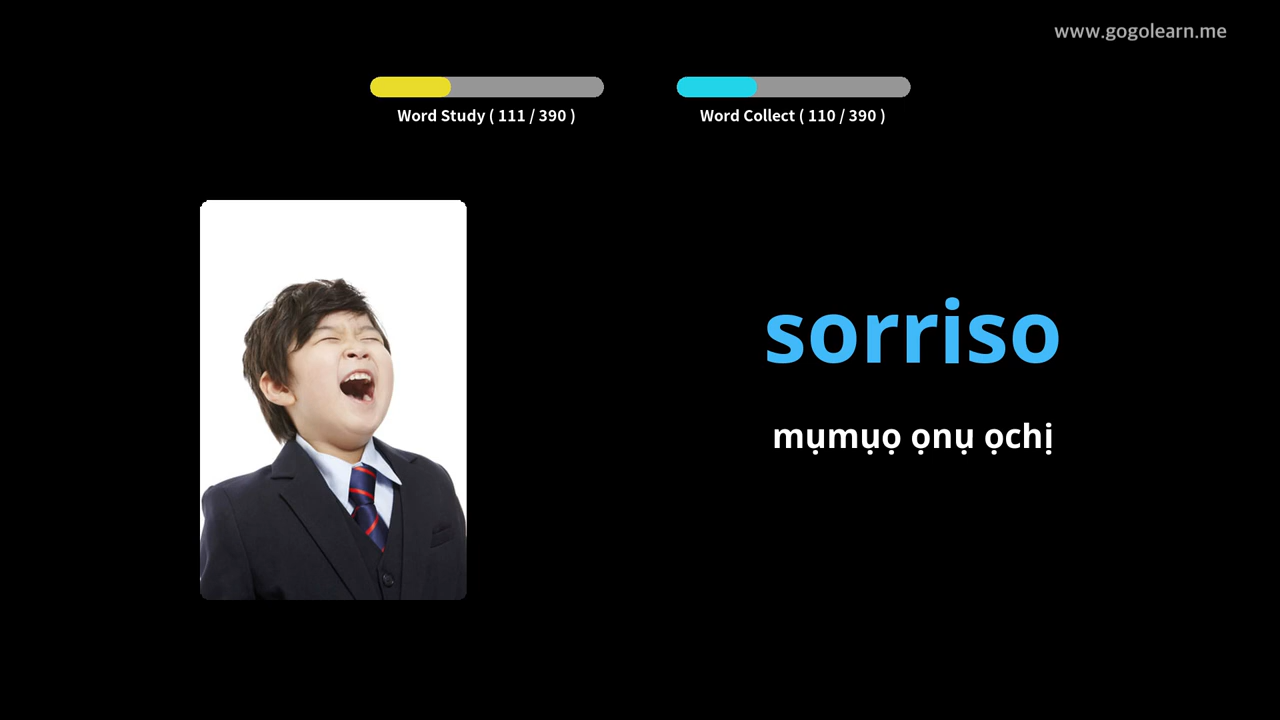 www.gogolearn.me
Word Study ( 111 / 390 )
Word Collect ( 110 / 390 )
sorriso
mụmụọ ọnụ ọchị